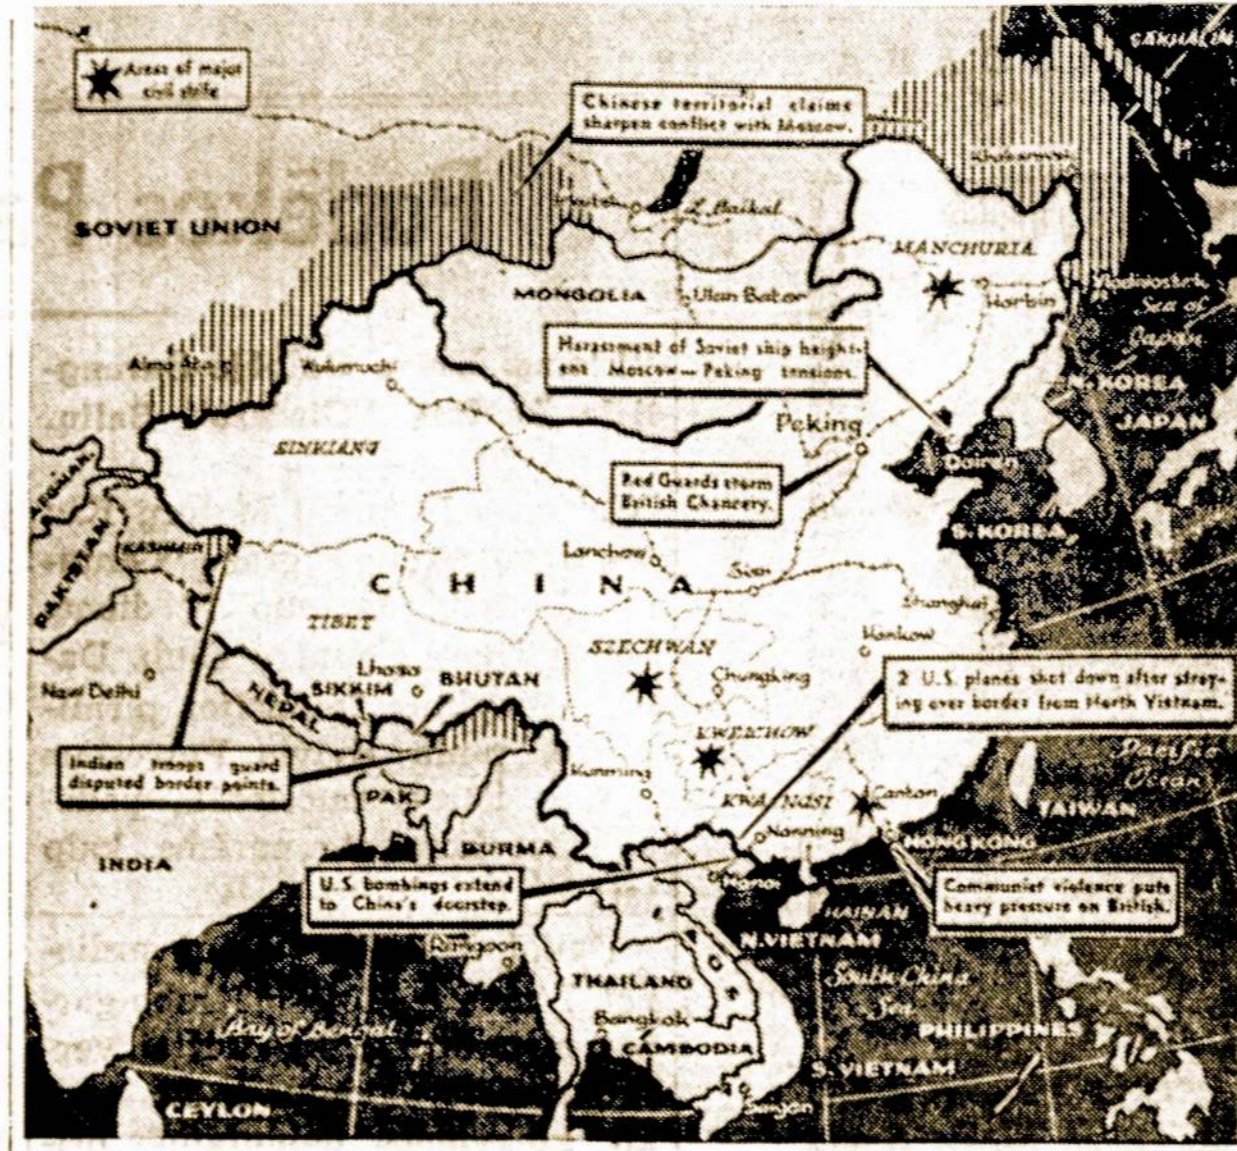 Areas of major
civil strife
SAKHALIN
Chinese territorial claims
sharpen conflict with Moscow.
SOVIET UNION
L. Baikal
MANCHURIA
MONGOLIA
Ulan Bator
Harbin
Vladivostok
Sea of
Japan
Harassment of Soviet ship height-
ens Moscow—Peking tensions.
Alma Ata
Wulumuchi
N. KOREA
JAPAN
Peking
Dairen
SINKIANG
Red Guards storm
British Chancery.
AFGHAN.
PAKISTAN
KASHMIR
S. KOREA
Lanchow
Sian
CHINA
Shanghai
TIBET
SZECHWAN
Hankow
Lhasa
SIKKIM
BHUTAN
Chungking
2 U.S. planes shot down after stray-
ing over border from North Vietnam.
New Delhi
NEPAL
KWEICHOW
Indian troops guard
disputed border points.
Pacific
Ocean
Kunming
PAK.
KWANGSI
Canton
TAIWAN
Nanning
HONG KONG
INDIA
BURMA
U.S. bombings extend
to China's doorstep.
Hanoi
Communist violence puts
heavy pressure on British.
HAINAN
Rangoon
N. VIETNAM
LAOS
THAILAND
South China
Sea
Bay of Bengal
Bangkok
PHILIPPINES
CAMBODIA
S. VIETNAM
Saigon
CEYLON